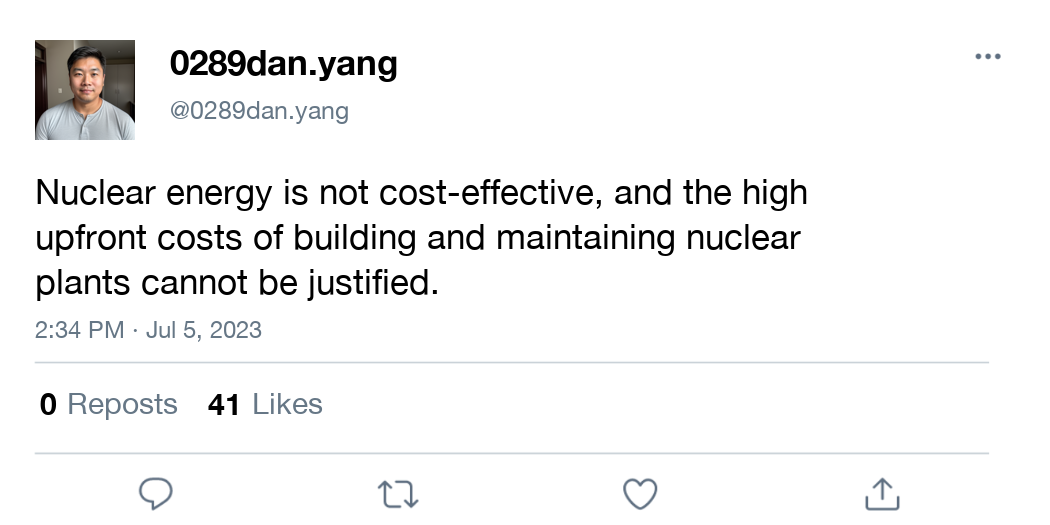 0289dan.yang
@0289dan.yang
Nuclear energy is not cost-effective, and the high
upfront costs of building and maintaining nuclear
plants cannot be justified.
2:34 PM · Jul 5, 2023
0 Reposts 41 Likes